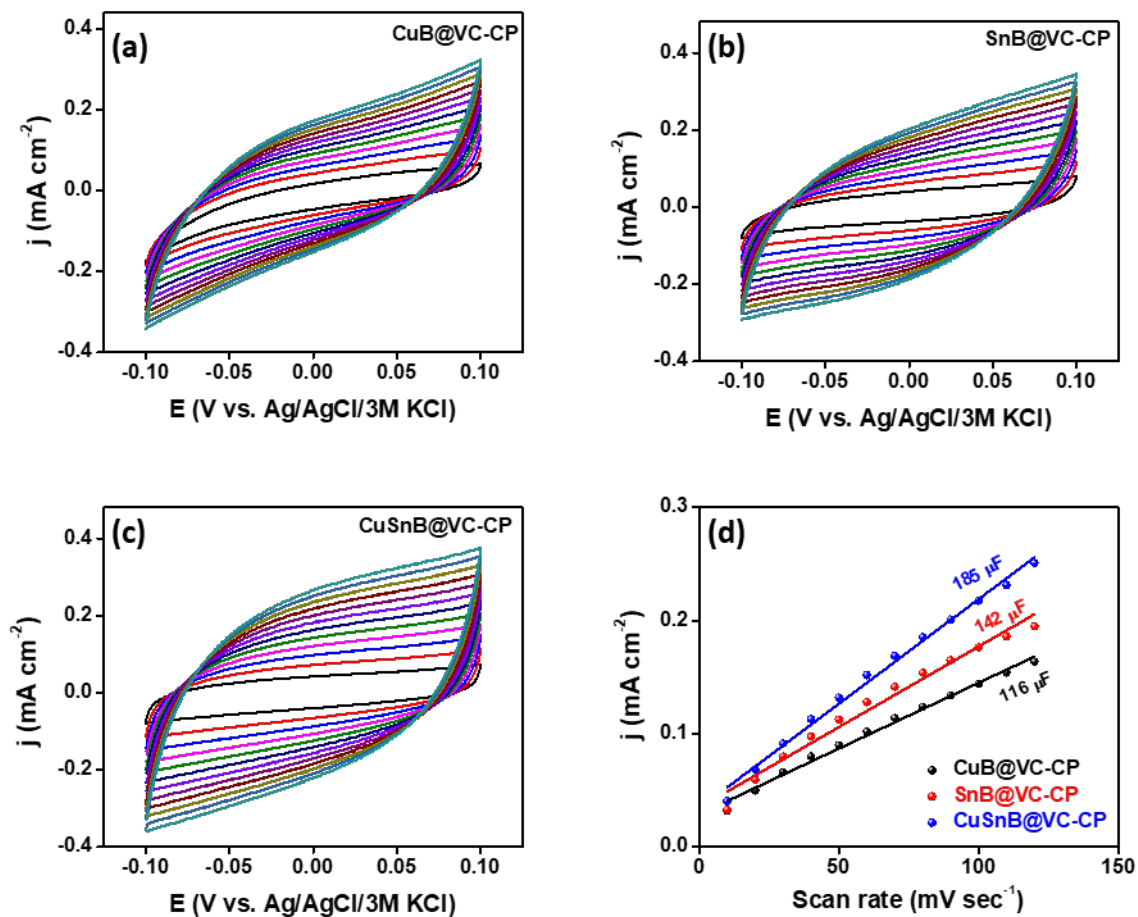 (a)
CuB@VC-CP
0.4
0.2
0.0
-0.2
-0.4
j (mA cm⁻²)
-0.10 -0.05 0.00 0.05 0.10
E (V vs. Ag/AgCl/3M KCl)
(b)
SnB@VC-CP
0.4
0.2
0.0
-0.2
-0.4
j (mA cm⁻²)
-0.10 -0.05 0.00 0.05 0.10
E (V vs. Ag/AgCl/3M KCl)
(c)
CuSnB@VC-CP
0.4
0.2
0.0
-0.2
-0.4
j (mA cm⁻²)
-0.10 -0.05 0.00 0.05 0.10
E (V vs. Ag/AgCl/3M KCl)
(d)
0.3
0.2
0.1
0.0
j (mA cm⁻²)
185 μF
142 μF
116 μF
CuB@VC-CP
SnB@VC-CP
CuSnB@VC-CP
0 50 100 150
Scan rate (mV sec⁻¹)